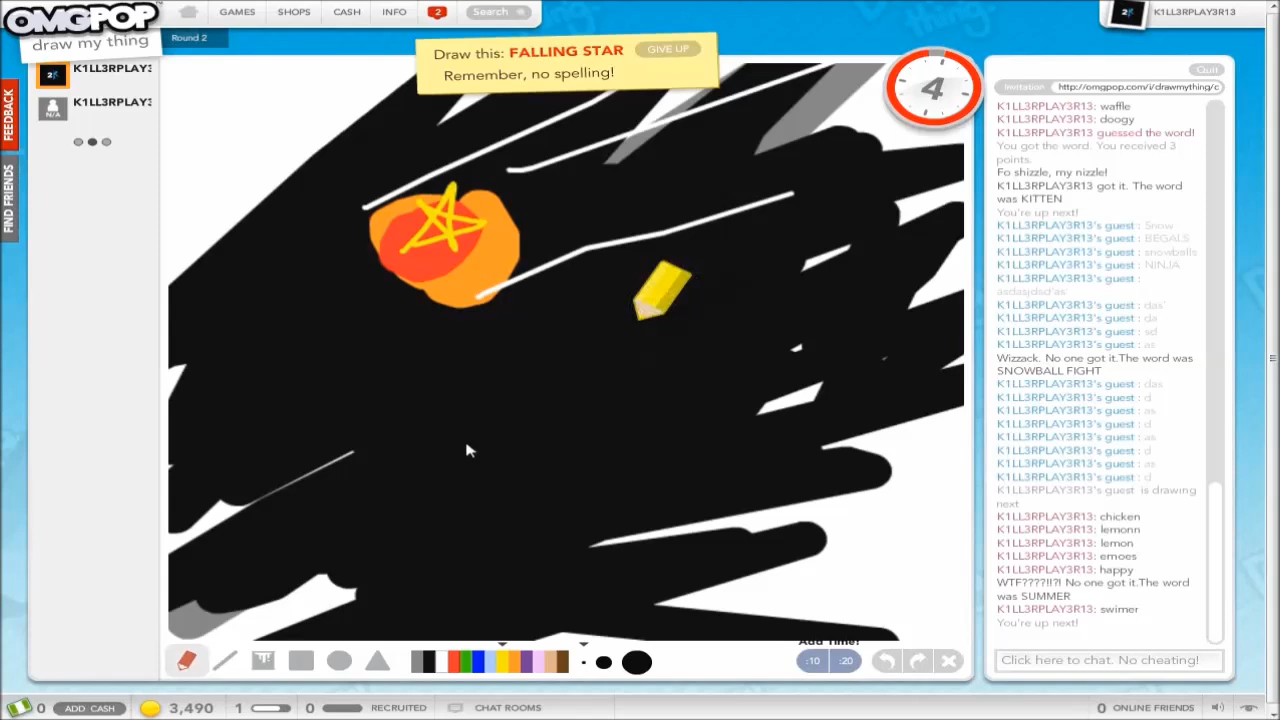 OMGPOP
draw my thing
GAMES
SHOPS
CASH
INFO
2
Search
K1LL3RPLAY3R13
Round 2
Draw this: FALLING STAR
GIVE UP
Remember, no spelling!
4
FEEDBACK
FIND FRIENDS
K1LL3RPLAY3
K1LL3RPLAY3
N/A
Quit
Invitation
http://omgpop.com/i/drawmything/c
K1LL3RPLAY3R13: waffle
K1LL3RPLAY3R13: doogy
K1LL3RPLAY3R13 guessed the word!
You got the word. You received 3
points.
Fo shizzle, my nizzle!
K1LL3RPLAY3R13 got it. The word
was KITTEN
You're up next!
K1LL3RPLAY3R13's guest : Snow
K1LL3RPLAY3R13's guest : BEGALS
K1LL3RPLAY3R13's guest : snowballs
K1LL3RPLAY3R13's guest : NINJA
K1LL3RPLAY3R13's guest :
K1LL3RPLAY3R13's guest : das'
K1LL3RPLAY3R13's guest : da
K1LL3RPLAY3R13's guest : sd
K1LL3RPLAY3R13's guest : as
Wizzack. No one got it.The word was
SNOWBALL FIGHT
K1LL3RPLAY3R13's guest : das
K1LL3RPLAY3R13's guest : d
K1LL3RPLAY3R13's guest : as
K1LL3RPLAY3R13's guest : d
K1LL3RPLAY3R13's guest : as
K1LL3RPLAY3R13's guest : d
K1LL3RPLAY3R13's guest : as
K1LL3RPLAY3R13's guest : d
K1LL3RPLAY3R13's guest is drawing
next
K1LL3RPLAY3R13: chicken
K1LL3RPLAY3R13: lemonn
K1LL3RPLAY3R13: lemon
K1LL3RPLAY3R13: emoes
K1LL3RPLAY3R13: happy
WTF????!!?! No one got it.The word
was SUMMER
K1LL3RPLAY3R13: swimer
You're up next!
Add Time!
:10
:20
Click here to chat. No cheating!
0
ADD CASH
3,490
1
0
RECRUITED
CHAT ROOMS
0 ONLINE FRIENDS